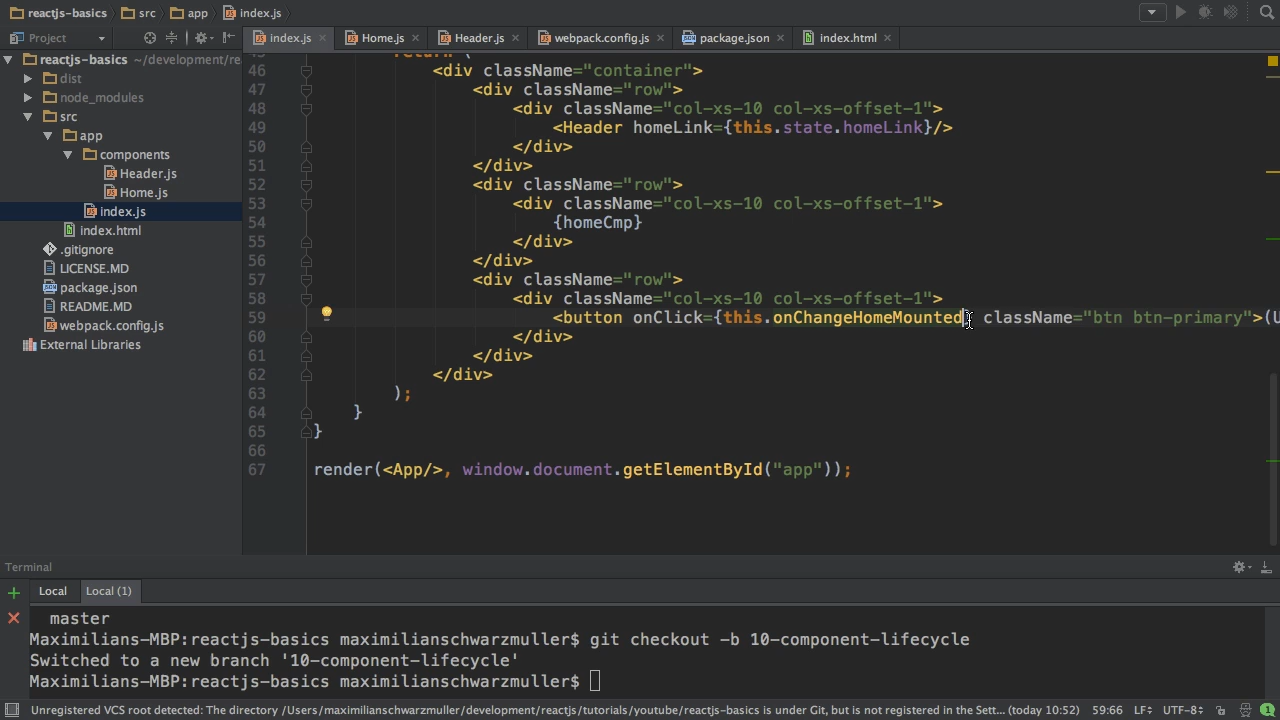 reactjs-basics src app index.js
Project index.js Home.js Header.js webpack.config.js package.json index.html
reactjs-basics ~/development/re
dist
node_modules
src
app
components
Header.js
Home.js
index.js
index.html
.gitignore
LICENSE.MD
package.json
README.MD
webpack.config.js
External Libraries
46 <div className="container">
47 <div className="row">
48 <div className="col-xs-10 col-xs-offset-1">
49 <Header homeLink={this.state.homeLink}/>
50 </div>
51 </div>
52 <div className="row">
53 <div className="col-xs-10 col-xs-offset-1">
54 {homeCmp}
55 </div>
56 </div>
57 <div className="row">
58 <div className="col-xs-10 col-xs-offset-1">
59 <button onClick={this.onChangeHomeMounted className="btn btn-primary">(U
60 </div>
61 </div>
62 </div>
63 );
64 }
65 }
66
67 render(<App/>, window.document.getElementById("app"));
Terminal
Local Local (1)
master
Maximilians-MBP:reactjs-basics maximilianschwarzmuller$ git checkout -b 10-component-lifecycle
Switched to a new branch '10-component-lifecycle'
Maximilians-MBP:reactjs-basics maximilianschwarzmuller$
Unregistered VCS root detected: The directory /Users/maximilianschwarzmuller/development/reactjs/tutorials/youtube/reactjs-basics is under Git, but is not registered in the Sett... (today 10:52) 59:66 LF UTF-8 1